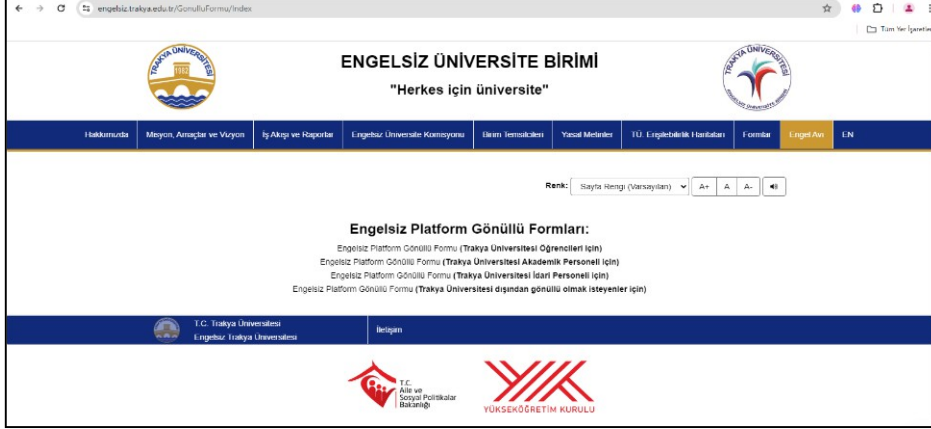 engelsiz.trakya.edu.tr/GonulluFormu/Index
Tüm Yer İşaretleri
TRAKYA ÜNİVERSİTESİ
1982
ENGELSİZ ÜNİVERSİTE BİRİMİ
"Herkes için üniversite"
Hakkımızda Misyon, Amaçlar ve Vizyon İş Akışı ve Raporlar Engelsiz Üniversite Komisyonu Birim Temsilcileri Yasal Metinler TÜ. Erişilebilirlik Haritaları Formlar Engel Avı EN
Renk: Sayfa Rengi (Varsayılan) A+ A A-
Engelsiz Platform Gönüllü Formları:
Engelsiz Platform Gönüllü Formu (Trakya Üniversitesi Öğrencileri için)
Engelsiz Platform Gönüllü Formu (Trakya Üniversitesi Akademik Personeli için)
Engelsiz Platform Gönüllü Formu (Trakya Üniversitesi İdari Personeli için)
Engelsiz Platform Gönüllü Formu (Trakya Üniversitesi dışından gönüllü olmak isteyenler için)
T.C. Trakya Üniversitesi
Engelsiz Trakya Üniversitesi
İletişim
T.C.
Aile ve
Sosyal Politikalar
Bakanlığı
YÜKSEKÖĞRETİM KURULU